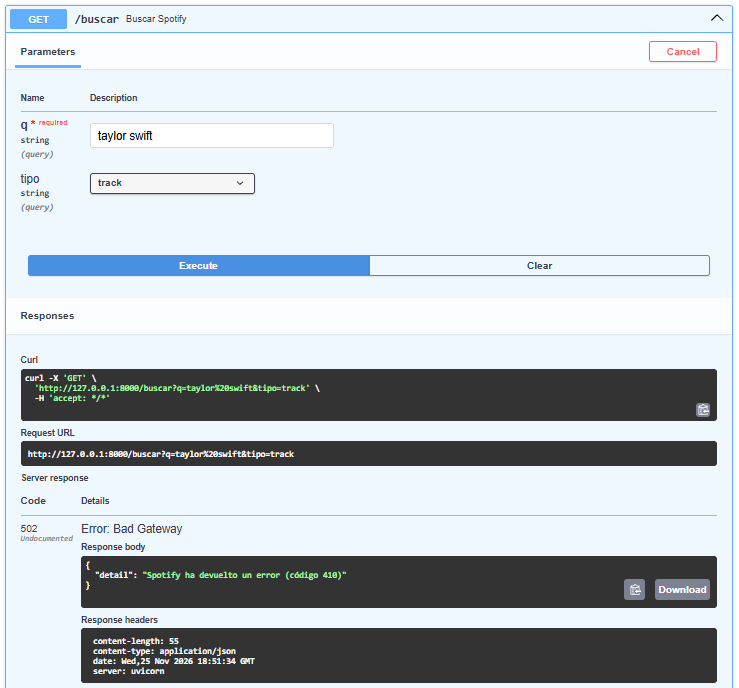 GET /buscar Buscar Spotify
Parameters
Cancel
Name Description
q * required
string
(query)
taylor swift
tipo
string
(query)
track
Execute Clear
Responses
Curl
curl -X 'GET' \
'http://127.0.0.1:8000/buscar?q=taylor%20swift&tipo=track' \
-H 'accept: */*'
Request URL
http://127.0.0.1:8000/buscar?q=taylor%20swift&tipo=track
Server response
Code Details
502
Undocumented
Error: Bad Gateway
Response body
{
"detail": "Spotify ha devuelto un error (código 410)"
}
Download
Response headers
content-length: 55
content-type: application/json
date: Wed,25 Nov 2026 18:51:34 GMT
server: uvicorn